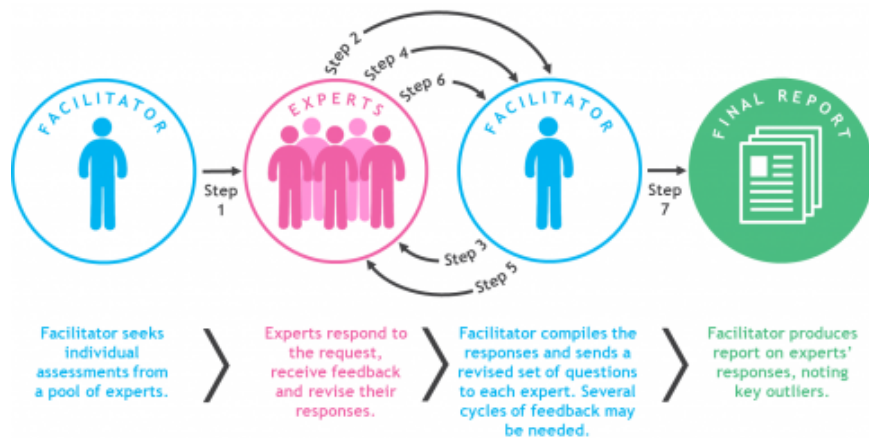 FACILITATOR
Step
1
EXPERTS
Step 2
Step 4
Step 6
Step 3
Step 5
FACILITATOR
Step
7
FINAL REPORT
Facilitator seeks
individual
assessments from
a pool of experts.
Experts respond to
the request,
receive feedback
and revise their
responses.
Facilitator compiles the
responses and sends a
revised set of questions
to each expert. Several
cycles of feedback may
be needed.
Facilitator produces
report on experts'
responses, noting
key outliers.